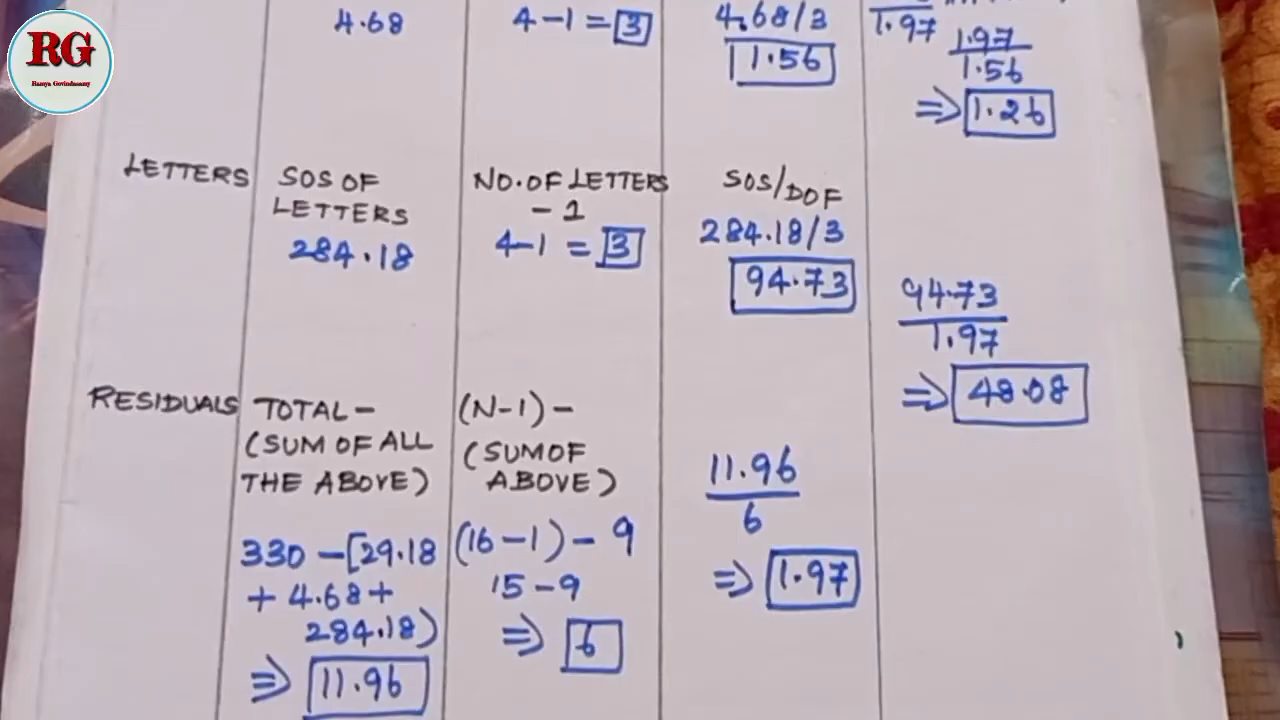 RG
Ramya Govindasamy
4.68
4-1 = 3
4.68/3
1.56
1.97
1.97
1.56
⇒ 1.26
LETTERS
SOS OF
LETTERS
284.18
NO. OF LETTERS
- 1
4-1 = 3
SOS/DOF
284.18/3
94.73
94.73
1.97
⇒ 48.08
RESIDUALS
TOTAL -
(SUM OF ALL
THE ABOVE)
330 - [29.18
+ 4.68 +
284.18)
⇒ 11.96
(N-1) -
(SUM OF
ABOVE)
(16-1) - 9
15 - 9
⇒ 6
11.96
6
⇒ 1.97